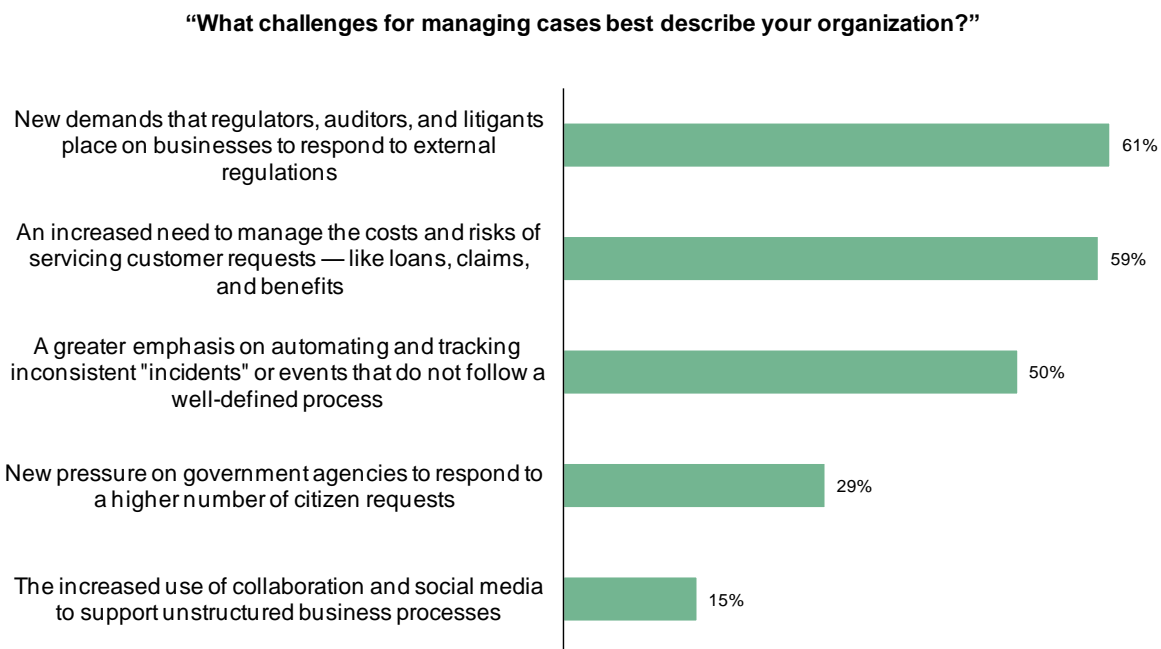 “What challenges for managing cases best describe your organization?”
New demands that regulators, auditors, and litigants
place on businesses to respond to external
regulations
61%
An increased need to manage the costs and risks of
servicing customer requests — like loans, claims,
and benefits
59%
A greater emphasis on automating and tracking
inconsistent "incidents" or events that do not follow a
well-defined process
50%
New pressure on government agencies to respond to
a higher number of citizen requests
29%
The increased use of collaboration and social media
to support unstructured business processes
15%